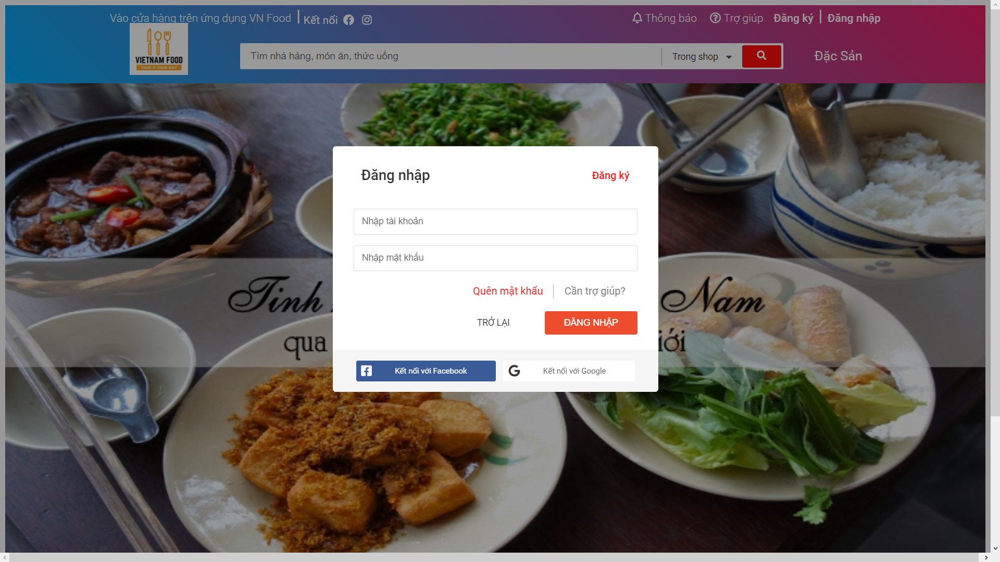 Vào cửa hàng trên ứng dụng VN Food
Kết nối
Thông báo
Trợ giúp
Đăng ký
Đăng nhập
VIETNAM FOOD
HAVE IT YOUR WAY
Tìm nhà hàng, món ăn, thức uống
Trong shop
Đặc Sản
Đăng nhập
Đăng ký
Nhập tài khoản
Nhập mật khẩu
Quên mật khẩu
Cần trợ giúp?
Tinh
Nam
TRỞ LẠI
ĐĂNG NHẬP
qua
iới
Kết nối với Facebook
Kết nối với Google